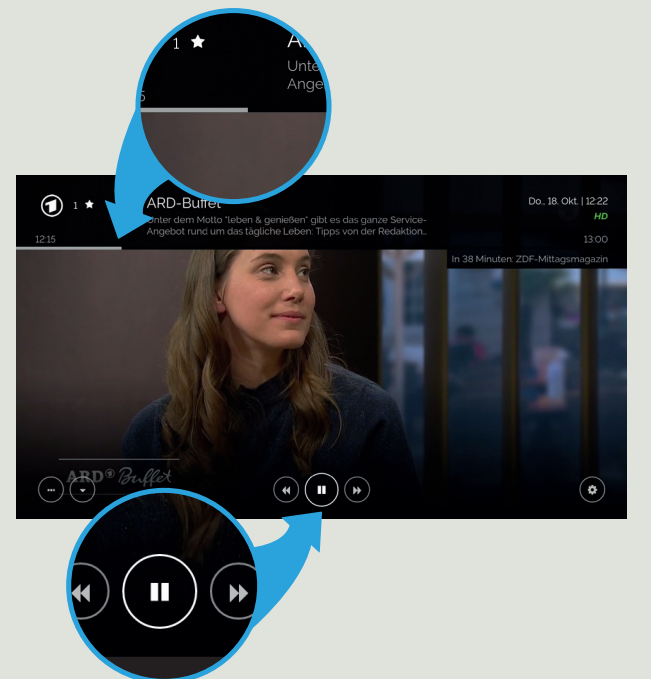 1
A
Unte
Ange
5
1
ARD-Buffet
Unter dem Motto "leben & genießen" gibt es das ganze Service-
Angebot rund um das tägliche Leben: Tipps von der Redaktion...
Do., 18. Okt. | 12:22
HD
12:15
13:00
In 38 Minuten: ZDF-Mittagsmagazin
ARD Buffet